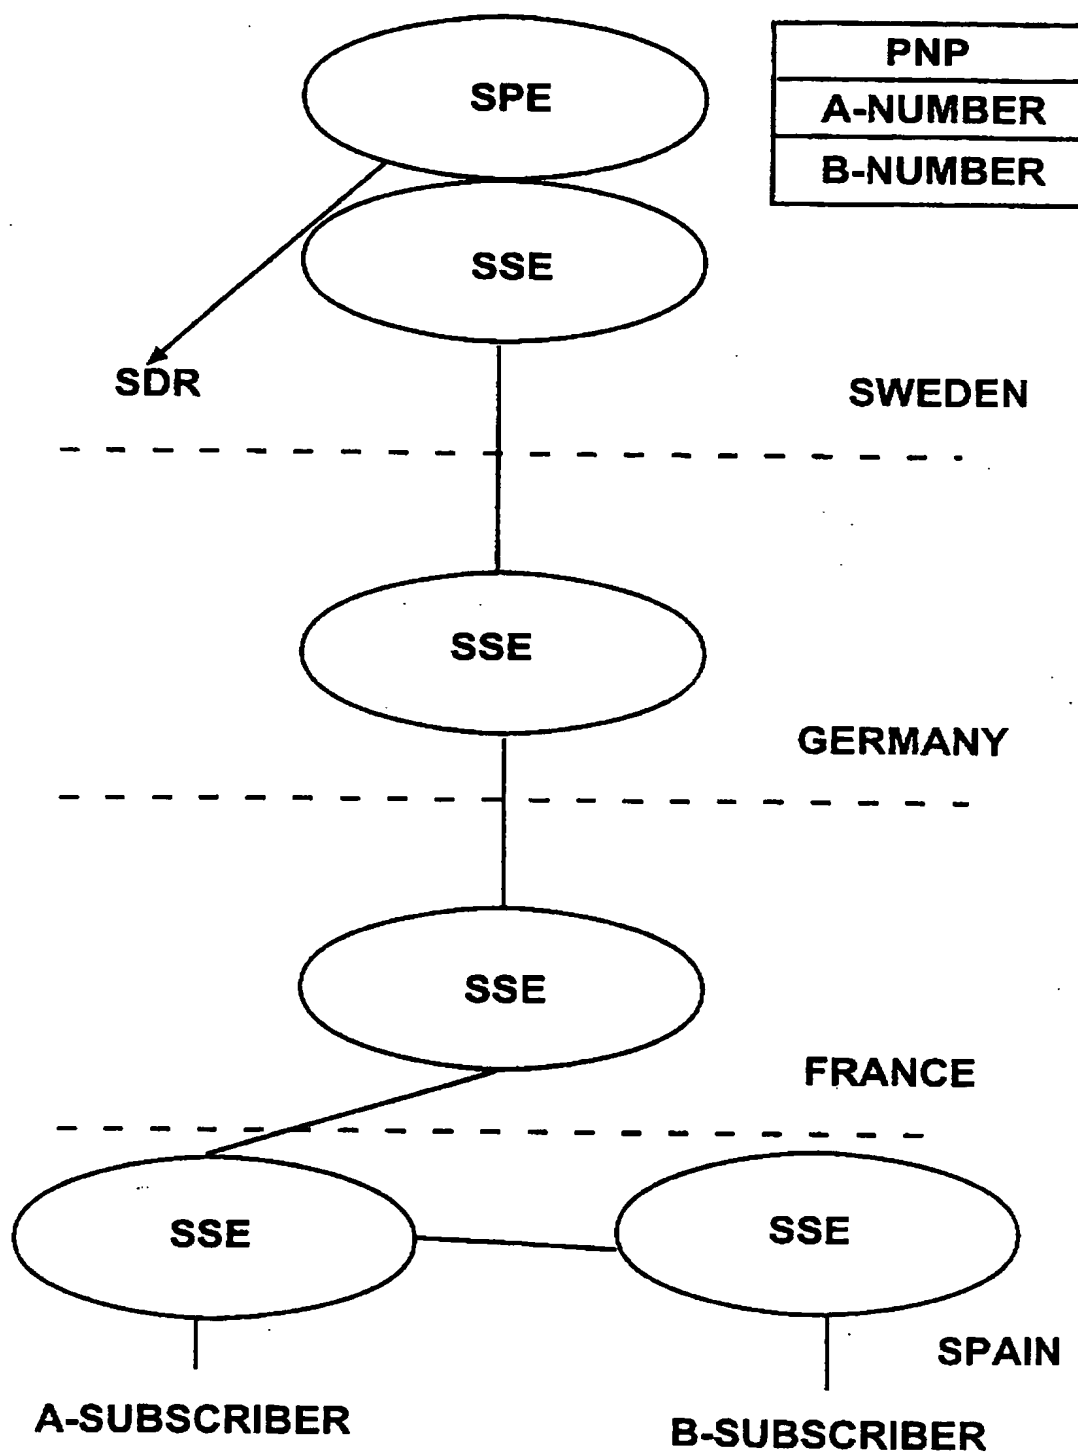 PNP
A-NUMBER
B-NUMBER
SPE
SSE
SDR
SWEDEN
SSE
GERMANY
SSE
FRANCE
SSE
SSE
SPAIN
A-SUBSCRIBER
B-SUBSCRIBER